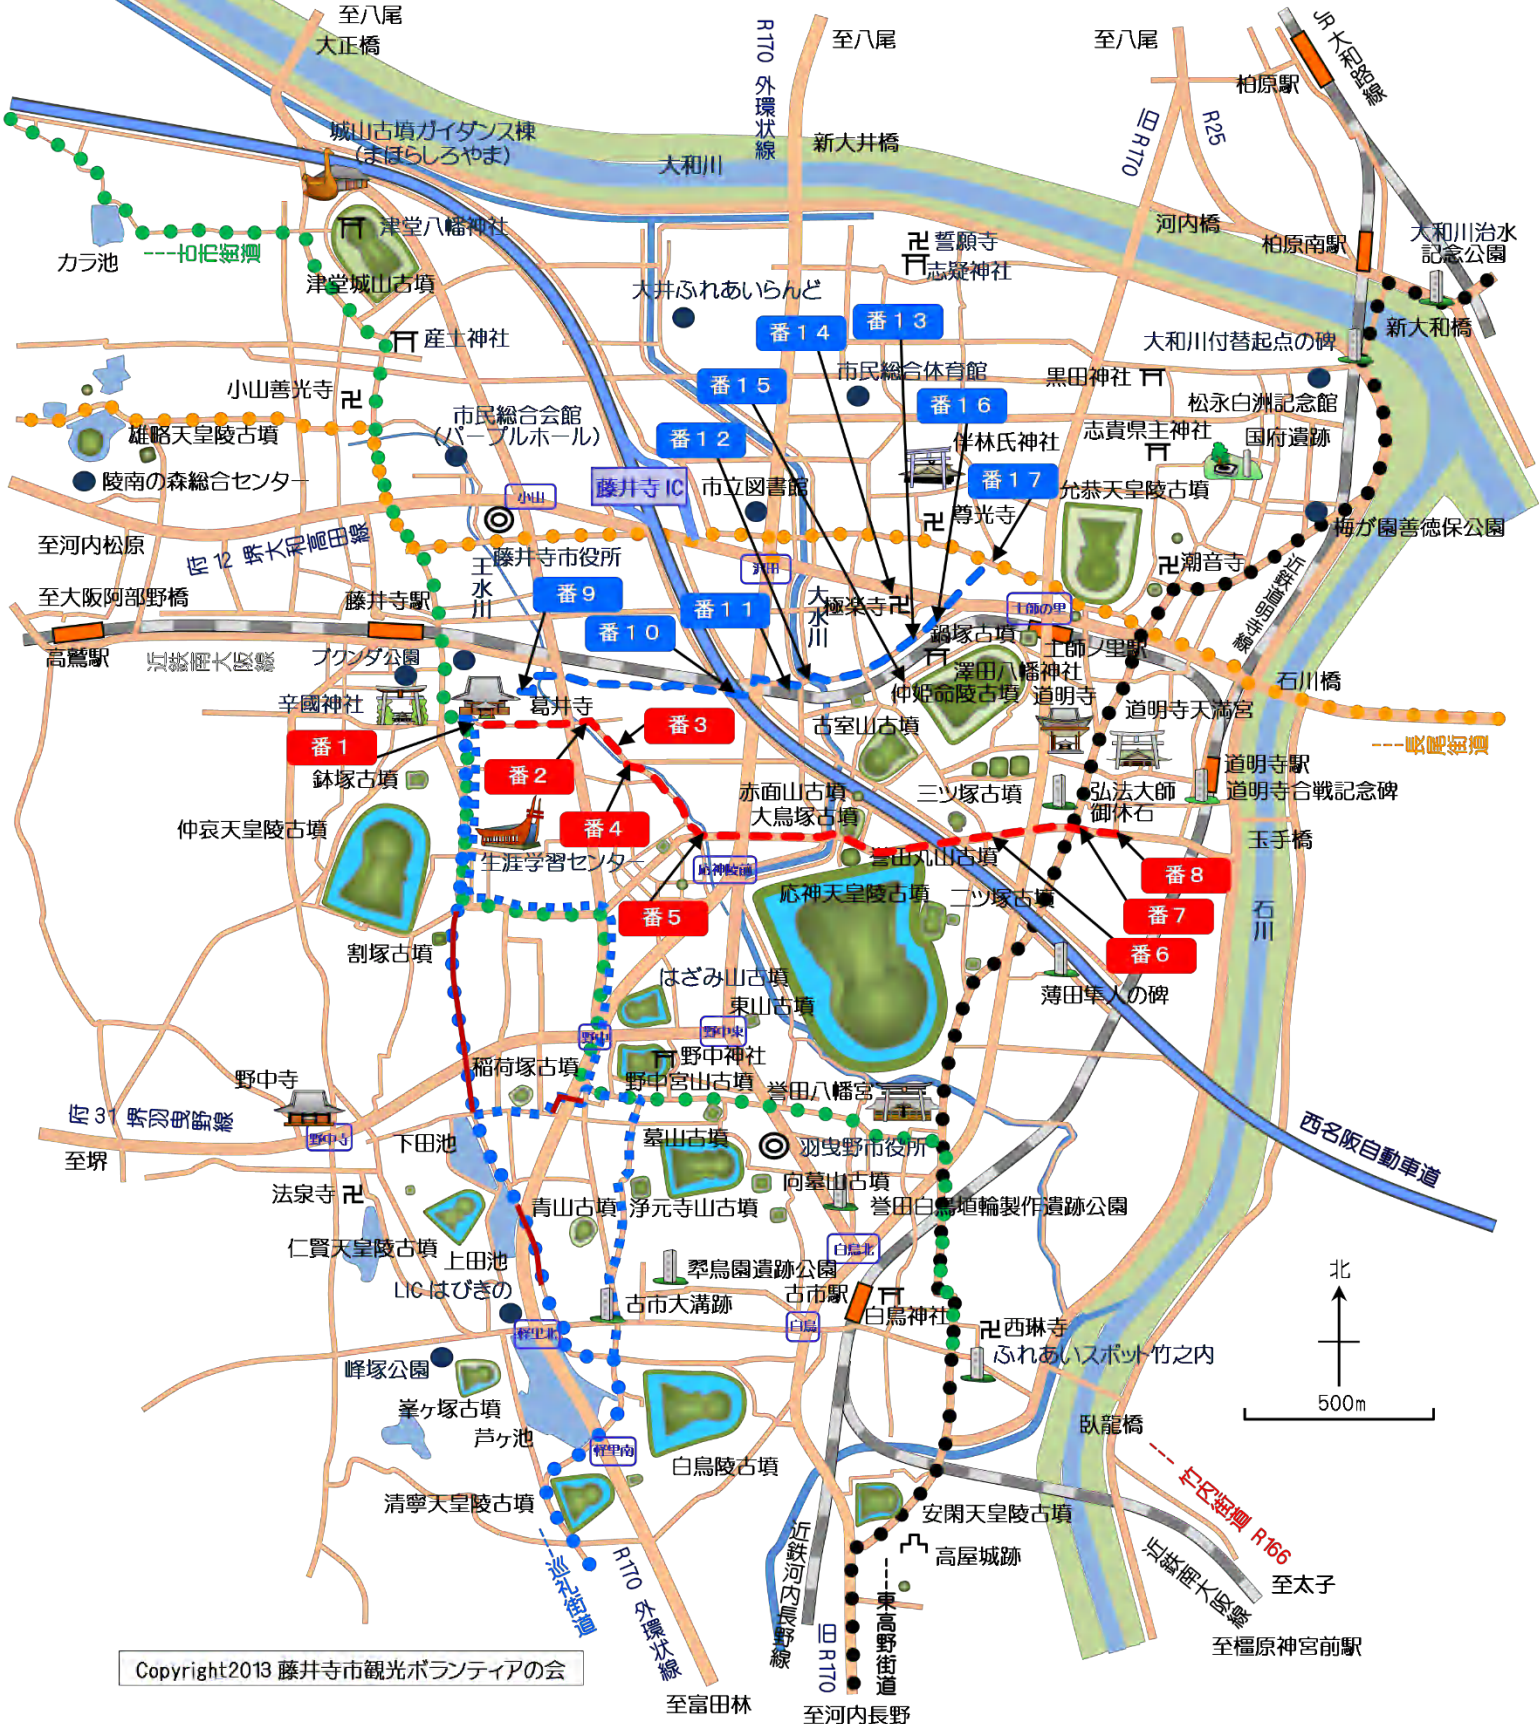 至八尾
大正橋
R170 外環状線
至八尾
至八尾
JR大和路線
柏原駅
旧R170
R25
城山古墳ガイダンス棟
(まほらしろやま)
新大井橋
大和川
津堂八幡神社
カラ池
----古市街道
津堂城山古墳
誓願寺
志疑神社
河内橋
柏原南駅
大和川治水
記念公園
大井ふれあいらんど
番14
番13
新大和橋
産土神社
大和川付替起点の碑
小山善光寺
番15
市民総合体育館
黒田神社
松永白洲記念館
市民総合会館
(パープルホール)
番16
雄略天皇陵古墳
番12
伴林氏神社
志貴県主神社
国府遺跡
陵南の森総合センター
藤井寺IC
市立図書館
番17
允恭天皇陵古墳
小山
尊光寺
梅が園善徳保公園
至河内松原
府12 堺大和高田線
藤井寺市役所
沢田
潮音寺
近鉄道明寺線
王水川
大水川
至大阪阿部野橋
藤井寺駅
番9
番11
極楽寺
土師の里
番10
鍋塚古墳
土師ノ里駅
高鷲駅
近鉄南大阪線
ブクンダ公園
澤田八幡神社
石川橋
辛國神社
葛井寺
仲姫命陵古墳
道明寺
道明寺天満宮
番1
番3
古室山古墳
----長尾街道
鉢塚古墳
番2
赤面山古墳
三ツ塚古墳
弘法大師
御休石
道明寺駅
道明寺合戦記念碑
仲哀天皇陵古墳
番4
大鳥塚古墳
玉手橋
生涯学習センター
応神陵前
誉田丸山古墳
番8
番5
応神天皇陵古墳
二ツ塚古墳
番7
石川
割塚古墳
番6
はざみ山古墳
薄田隼人の碑
東山古墳
野中
野中東
稲荷塚古墳
野中神社
野中寺
野中宮山古墳
誉田八幡宮
府31 堺羽曳野線
野中寺
下田池
墓山古墳
羽曳野市役所
西名阪自動車道
至堺
法泉寺
向墓山古墳
青山古墳
浄元寺山古墳
誉田白鳥埴輪製作遺跡公園
仁賢天皇陵古墳
上田池
白鳥北
翠鳥園遺跡公園
北
LICはびきの
古市駅
古市大溝跡
白鳥神社
軽里北
白鳥
西琳寺
ふれあいスポット竹之内
峰塚公園
500m
峯ヶ塚古墳
芦ヶ池
臥龍橋
軽里南
白鳥陵古墳
----竹内街道 R166
清寧天皇陵古墳
安閑天皇陵古墳
高屋城跡
近鉄河内長野線
近鉄南大阪線
至太子
----巡礼街道
R170 外環状線
----東高野街道
旧R170
至橿原神宮前駅
Copyright2013 藤井寺市観光ボランティアの会
至富田林
至河内長野